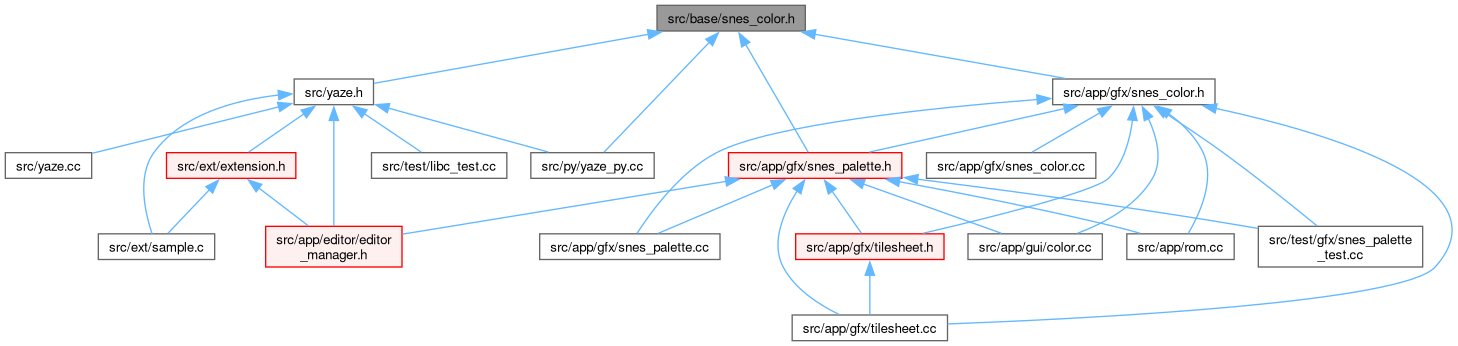 src/base/snes_color.h
src/yaze.h
src/app/gfx/snes_color.h
src/yaze.cc
src/ext/extension.h
src/test/libc_test.cc
src/py/yaze_py.cc
src/app/gfx/snes_palette.h
src/app/gfx/snes_color.cc
src/ext/sample.c
src/app/editor/editor
_manager.h
src/app/gfx/snes_palette.cc
src/app/gfx/tilesheet.h
src/app/gui/color.cc
src/app/rom.cc
src/test/gfx/snes_palette
_test.cc
src/app/gfx/tilesheet.cc